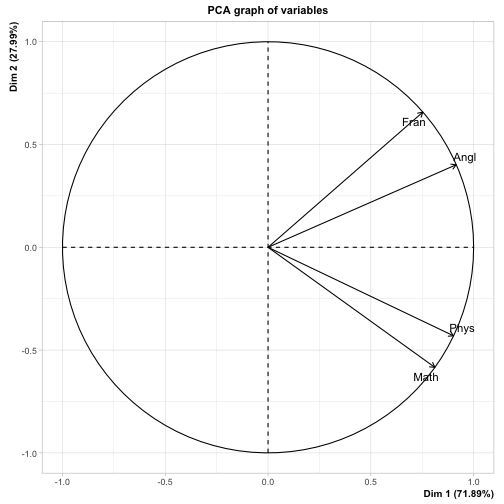 PCA graph of variables
Dim 2 (27.99%)
1.0
0.5
0.0
-0.5
-1.0
Fran
Angl
Phys
Math
-1.0
-0.5
0.0
0.5
1.0
Dim 1 (71.89%)